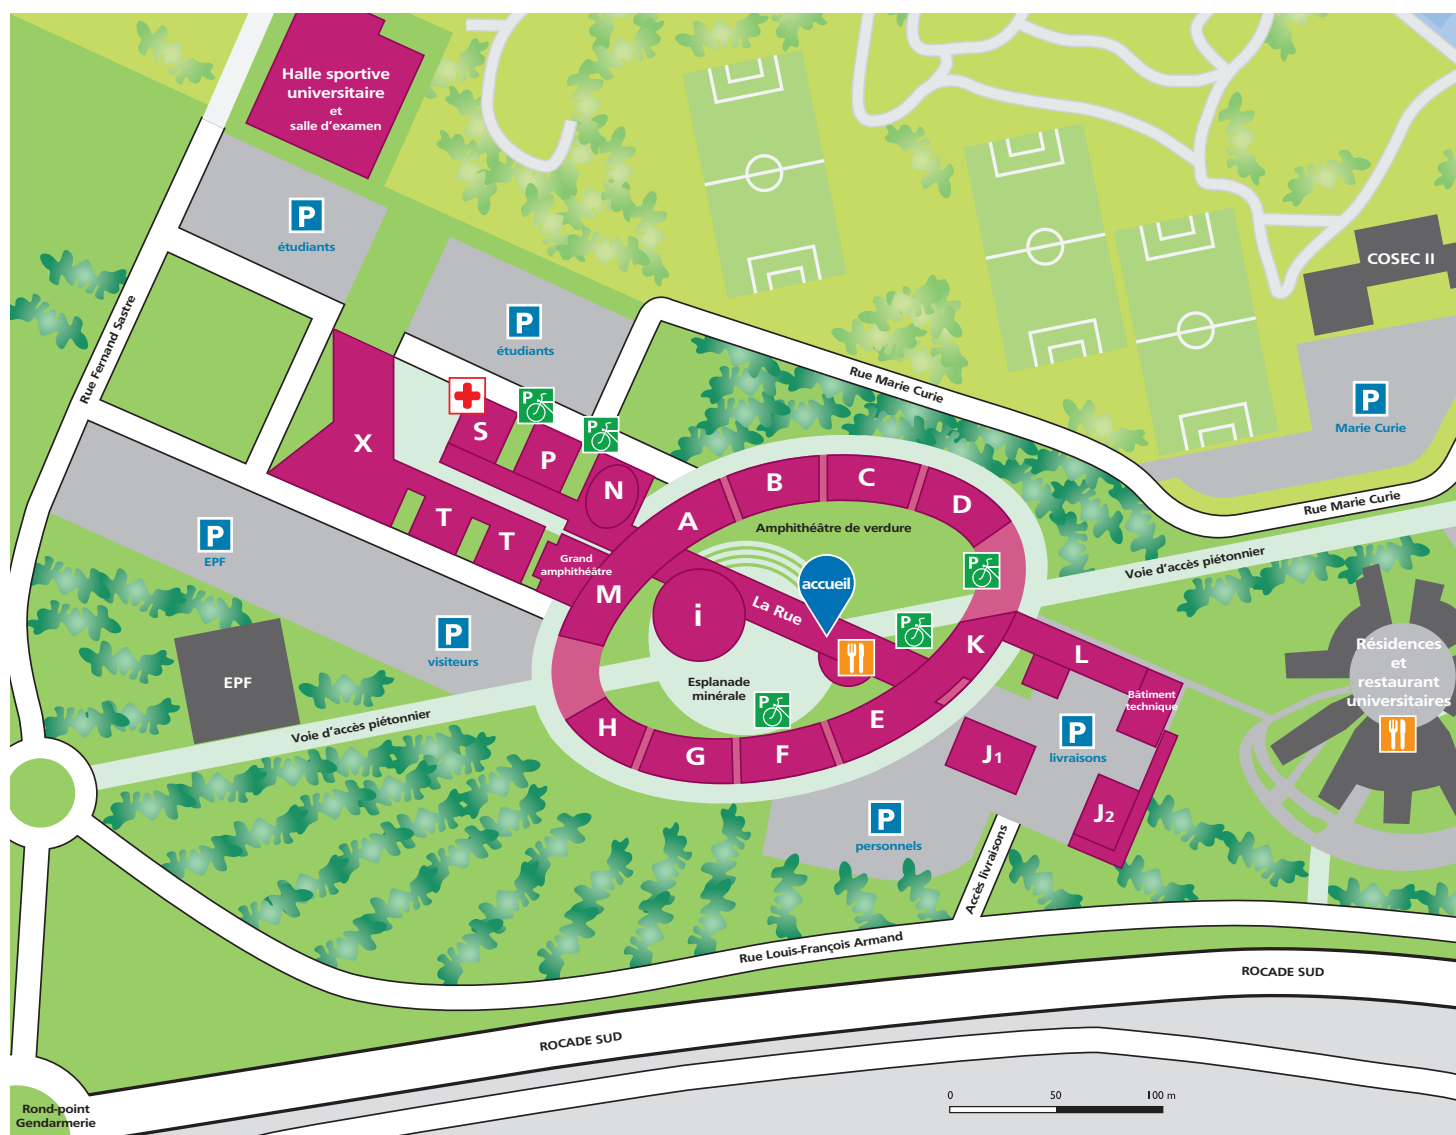 Halle sportive
universitaire
et
salle d'examen
P
étudiants
P
étudiants
COSEC II
Rue Fernand Sastre
Rue Marie Curie
P
Marie Curie
Rue Marie Curie
X
S
P
N
P
P
T
T
Grand
amphithéâtre
M
A
B
C
D
Amphithéâtre de verdure
P
EPF
P
visiteurs
EPF
Voie d'accès piétonnier
i
La Rue
accueil
P
P
Voie d'accès piétonnier
Esplanade
minérale
P
K
L
Bâtiment
technique
Résidences
et
restaurant
universitaires
H
G
F
E
J1
P
livraisons
J2
P
personnels
Accès livraisons
Rue Louis-François Armand
ROCADE SUD
ROCADE SUD
0 50 100 m
Rond-point
Gendarmerie